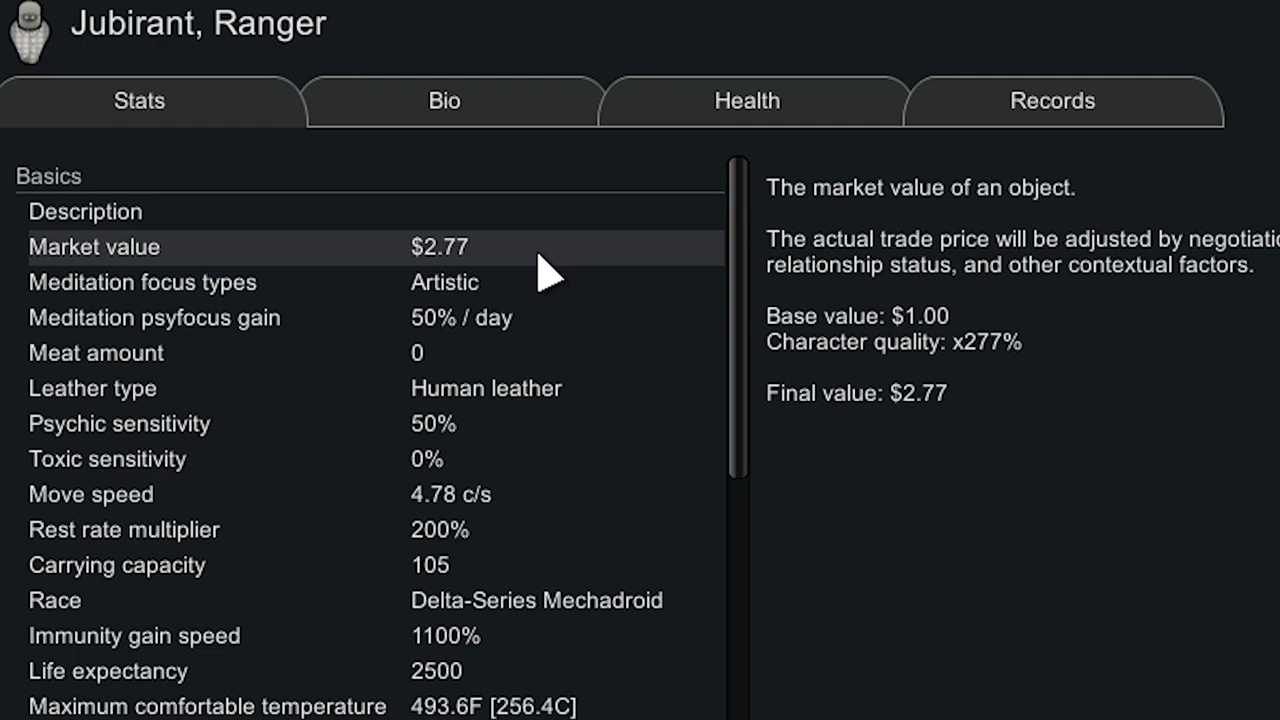 Jubirant, Ranger
Stats Bio Health Records
Basics
Description
Market value $2.77
Meditation focus types Artistic
Meditation psyfocus gain 50% / day
Meat amount 0
Leather type Human leather
Psychic sensitivity 50%
Toxic sensitivity 0%
Move speed 4.78 c/s
Rest rate multiplier 200%
Carrying capacity 105
Race Delta-Series Mechadroid
Immunity gain speed 1100%
Life expectancy 2500
Maximum comfortable temperature 493.6F [256.4C]
The market value of an object.
The actual trade price will be adjusted by negotiatio
relationship status, and other contextual factors.
Base value: $1.00
Character quality: x277%
Final value: $2.77